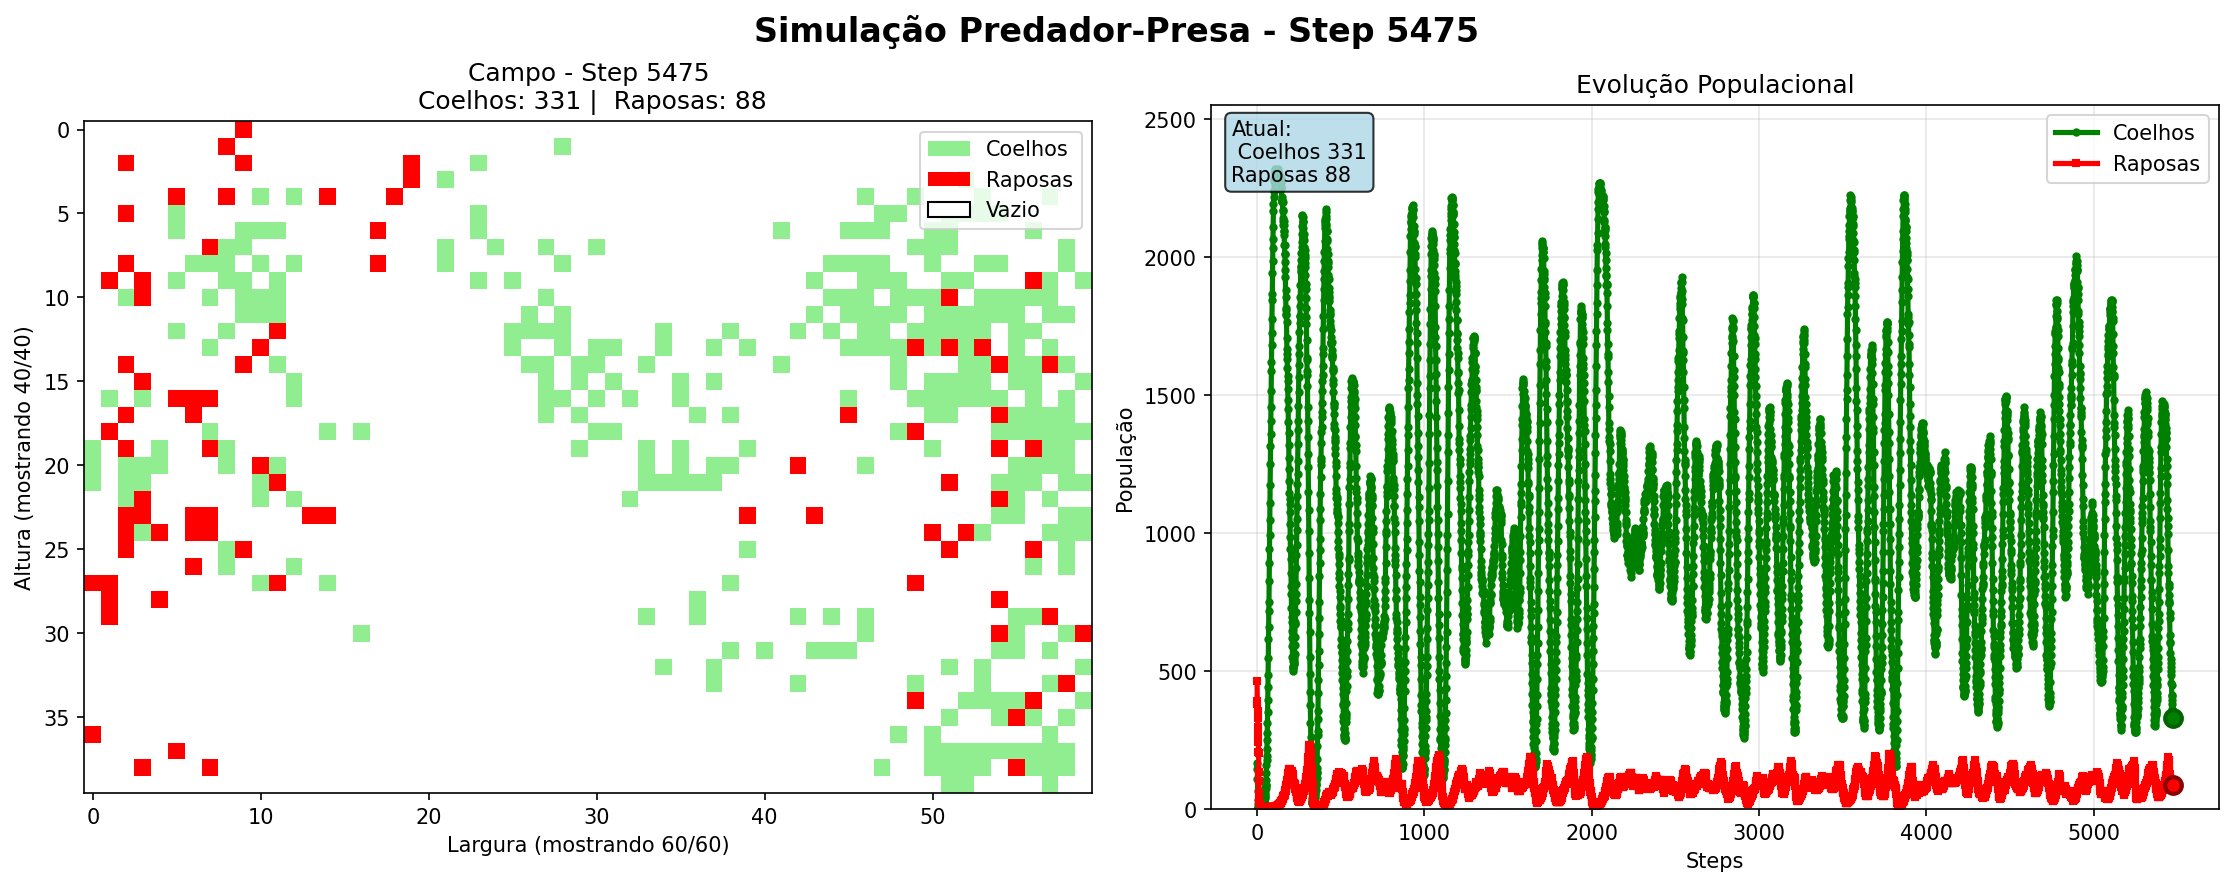 Simulação Predador-Presa - Step 5475
Campo - Step 5475
Coelhos: 331 |  Raposas: 88
Coelhos
Raposas
Vazio
0
5
10
15
20
25
30
35
Altura (mostrando 40/40)
0
10
20
30
40
50
Largura (mostrando 60/60)
Evolução Populacional
Atual:
Coelhos 331
Raposas 88
Coelhos
Raposas
2500
2000
1500
1000
500
0
População
0
1000
2000
3000
4000
5000
Steps